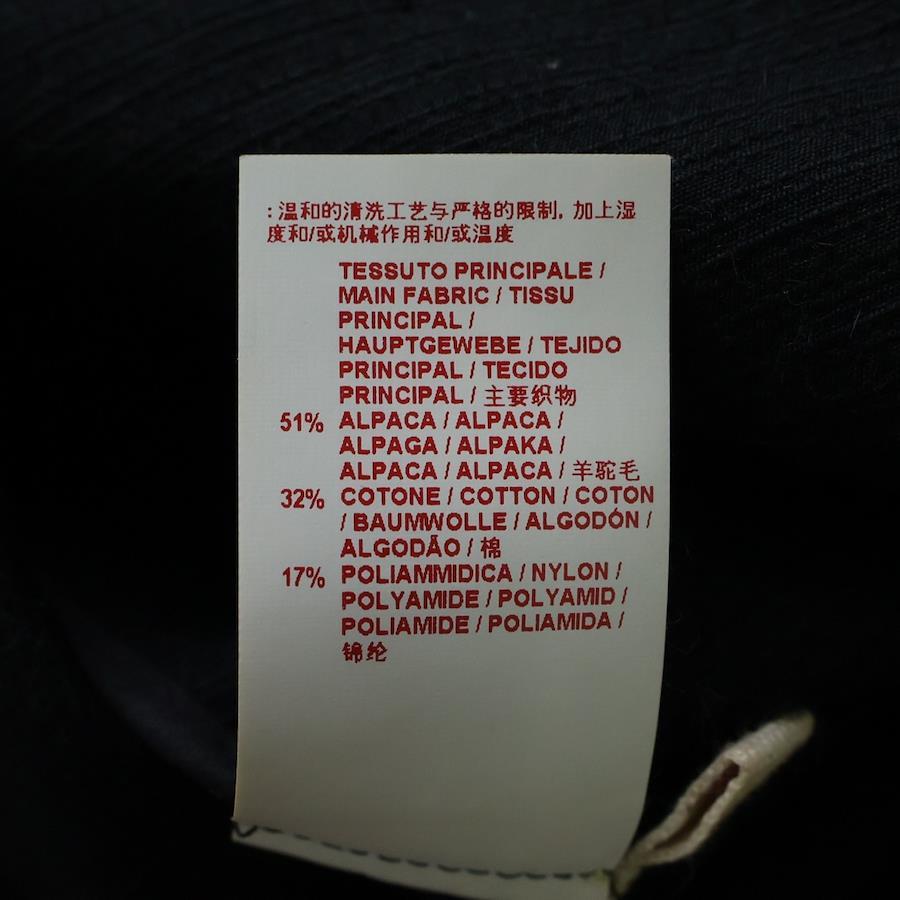 :温和的清洗工艺与严格的限制, 加上湿
度和/或机械作用和/或温度
TESSUTO PRINCIPALE /
MAIN FABRIC / TISSU
PRINCIPAL /
HAUPTGEWEBE / TEJIDO
PRINCIPAL / TECIDO
PRINCIPAL / 主要织物
51% ALPACA / ALPACA /
ALPAGA / ALPAKA /
ALPACA / ALPACA / 羊驼毛
32% COTONE / COTTON / COTON
/ BAUMWOLLE / ALGODÓN /
ALGODÃO / 棉
17% POLIAMMIDICA / NYLON /
POLYAMIDE / POLYAMID /
POLIAMIDE / POLIAMIDA /
锦纶